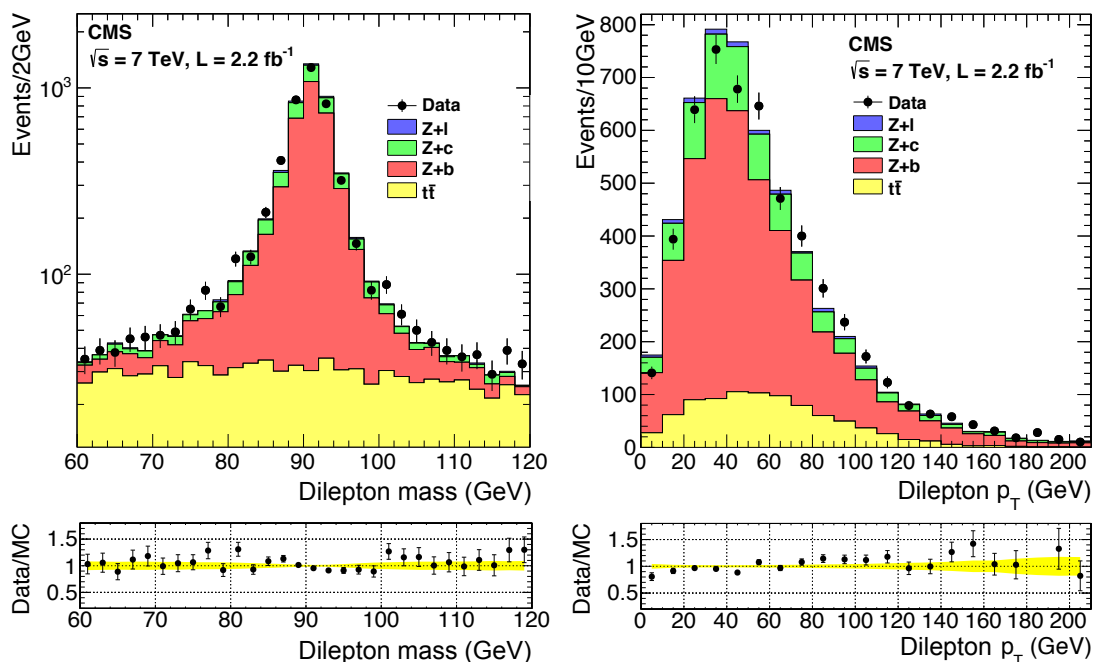 CMS
√s = 7 TeV, L = 2.2 fb⁻¹
Events/2GeV
10³
10²
Data
Z+l
Z+c
Z+b
tt̄
60 70 80 90 100 110 120
Dilepton mass (GeV)
Data/MC
1.5
1
0.5
60 70 80 90 100 110 120
Dilepton mass (GeV)
CMS
√s = 7 TeV, L = 2.2 fb⁻¹
Events/10GeV
800
700
600
500
400
300
200
100
0
Data
Z+l
Z+c
Z+b
tt̄
0 20 40 60 80 100 120 140 160 180 200
Dilepton p_T (GeV)
Data/MC
1.5
1
0.5
0 20 40 60 80 100 120 140 160 180 200
Dilepton p_T (GeV)